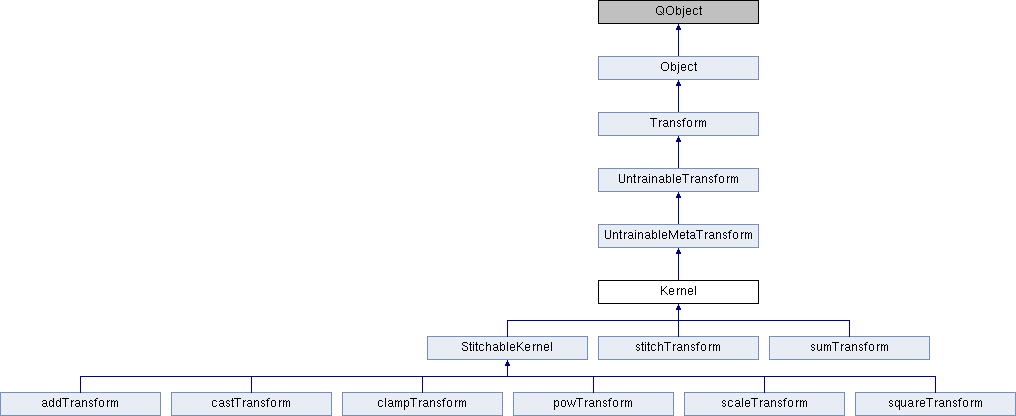 QObject
Object
Transform
UntrainableTransform
UntrainableMetaTransform
Kernel
StitchableKernel stitchTransform sumTransform
addTransform castTransform clampTransform powTransform scaleTransform squareTransform